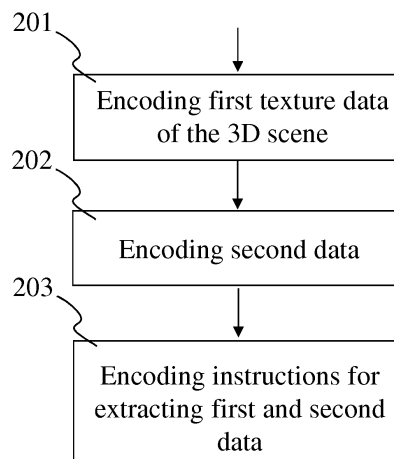 201
Encoding first texture data
of the 3D scene
202
Encoding second data
203
Encoding instructions for
extracting first and second
data